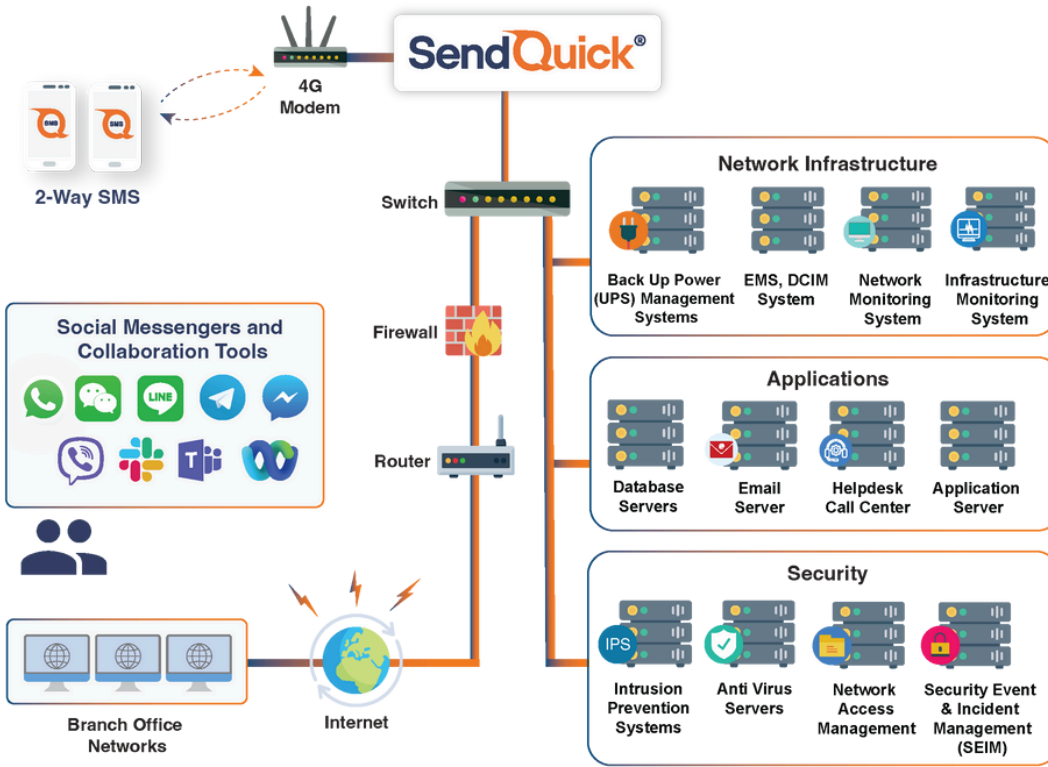 SendQuick®
4G
Modem
SMS
SMS
2-Way SMS
Switch
Firewall
Router
Social Messengers and
Collaboration Tools
LINE
T
Branch Office
Networks
Internet
Network Infrastructure
Back Up Power
(UPS) Management
Systems
EMS, DCIM
System
Network
Monitoring
System
Infrastructure
Monitoring
System
Applications
Database
Servers
Email
Server
Helpdesk
Call Center
Application
Server
Security
IPS
Intrusion
Prevention
Systems
Anti Virus
Servers
Network
Access
Management
Security Event
& Incident
Management
(SEIM)